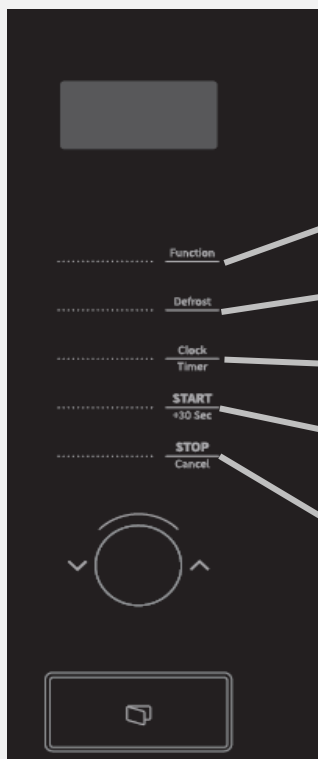 Function
Defrost
Clock
Timer
START
+30 Sec
STOP
Cancel